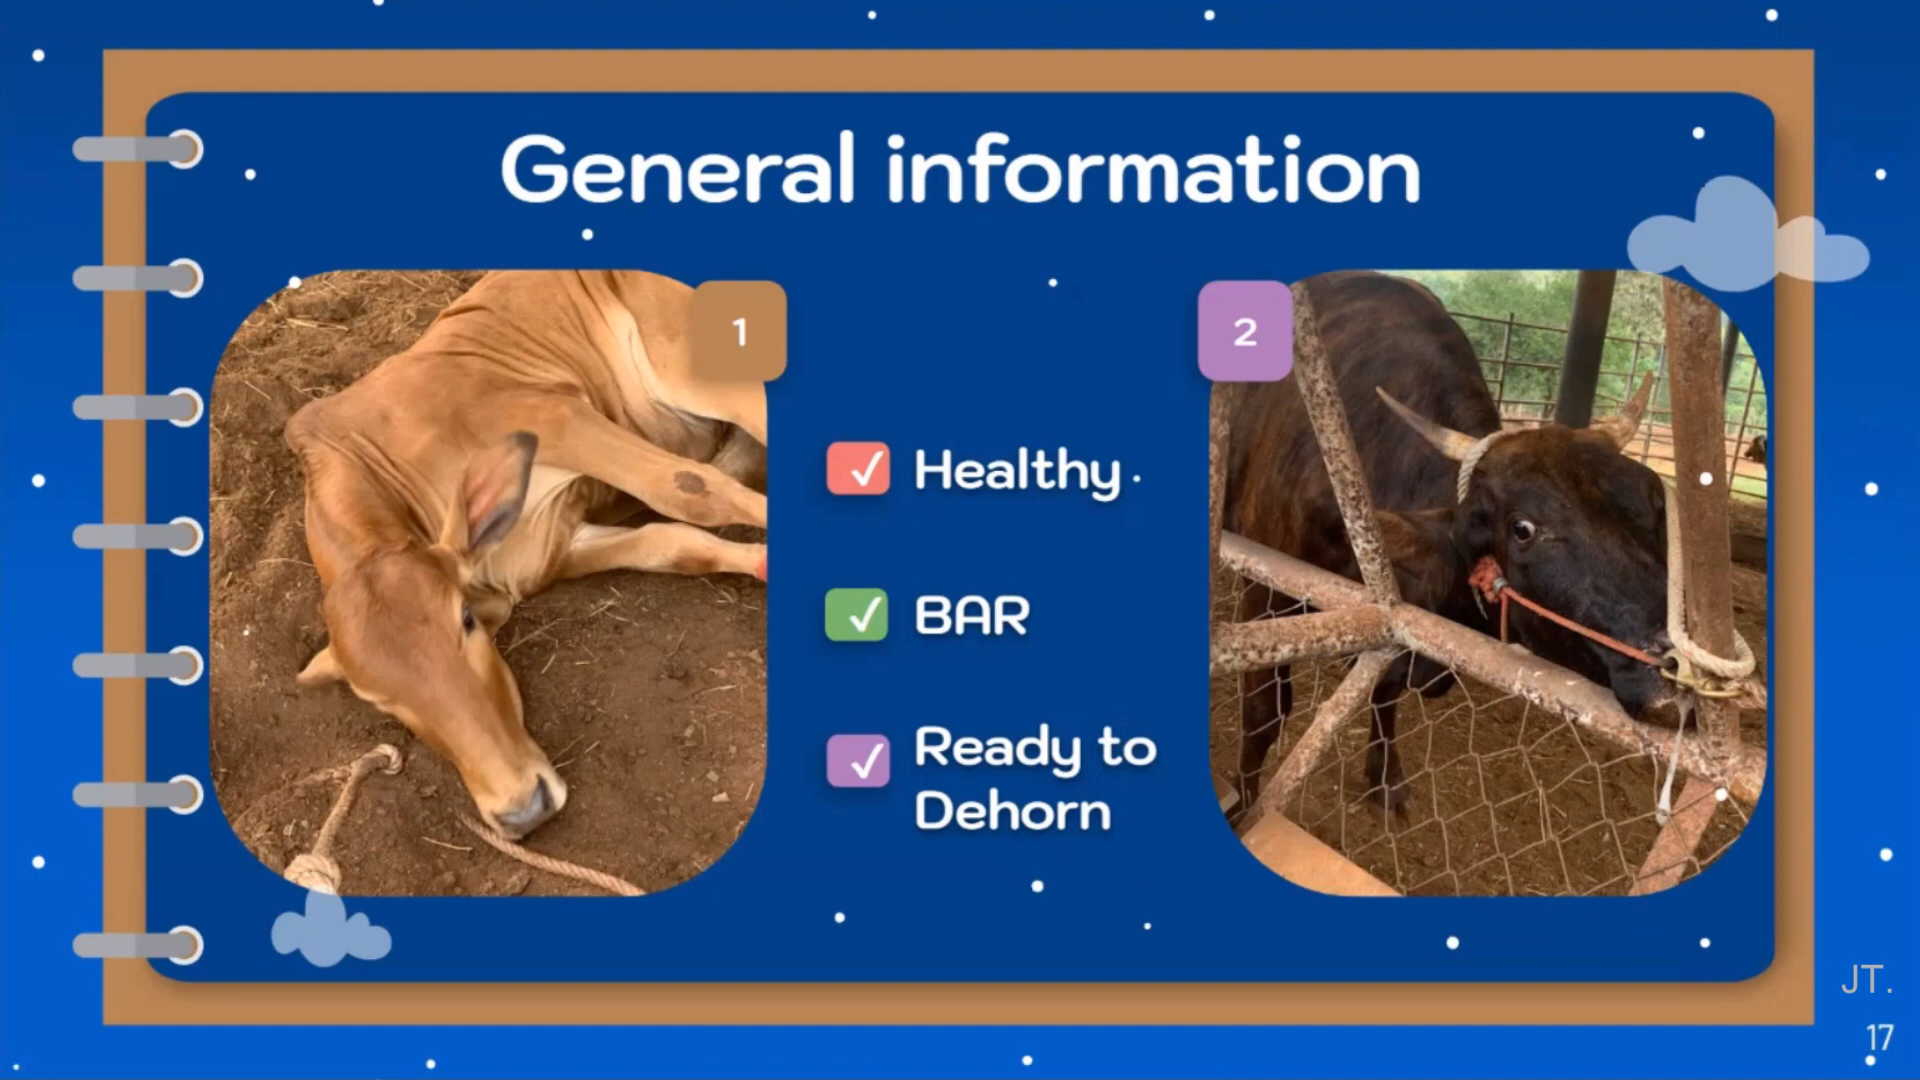 General information
1
2
Healthy
BAR
Ready to
Dehorn
JT.
17